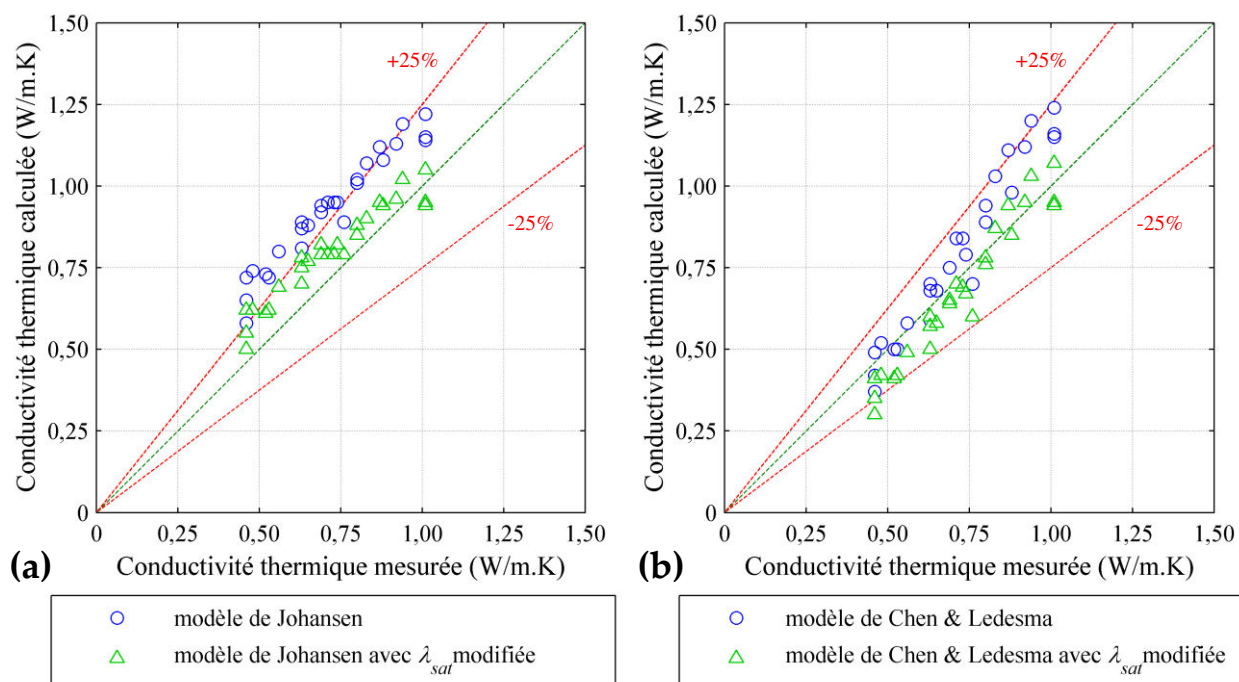 1,50
1,25
1,00
0,75
0,50
0,25
0
Conductivité thermique calculée (W/m.K)
+25%
-25%
0 0,25 0,50 0,75 1,00 1,25 1,50
(a) Conductivité thermique mesurée (W/m.K)
modèle de Johansen
modèle de Johansen avec λsat modifiée
1,50
1,25
1,00
0,75
0,50
0,25
0
Conductivité thermique calculée (W/m.K)
+25%
-25%
0 0,25 0,50 0,75 1,00 1,25 1,50
(b) Conductivité thermique mesurée (W/m.K)
modèle de Chen & Ledesma
modèle de Chen & Ledesma avec λsat modifiée